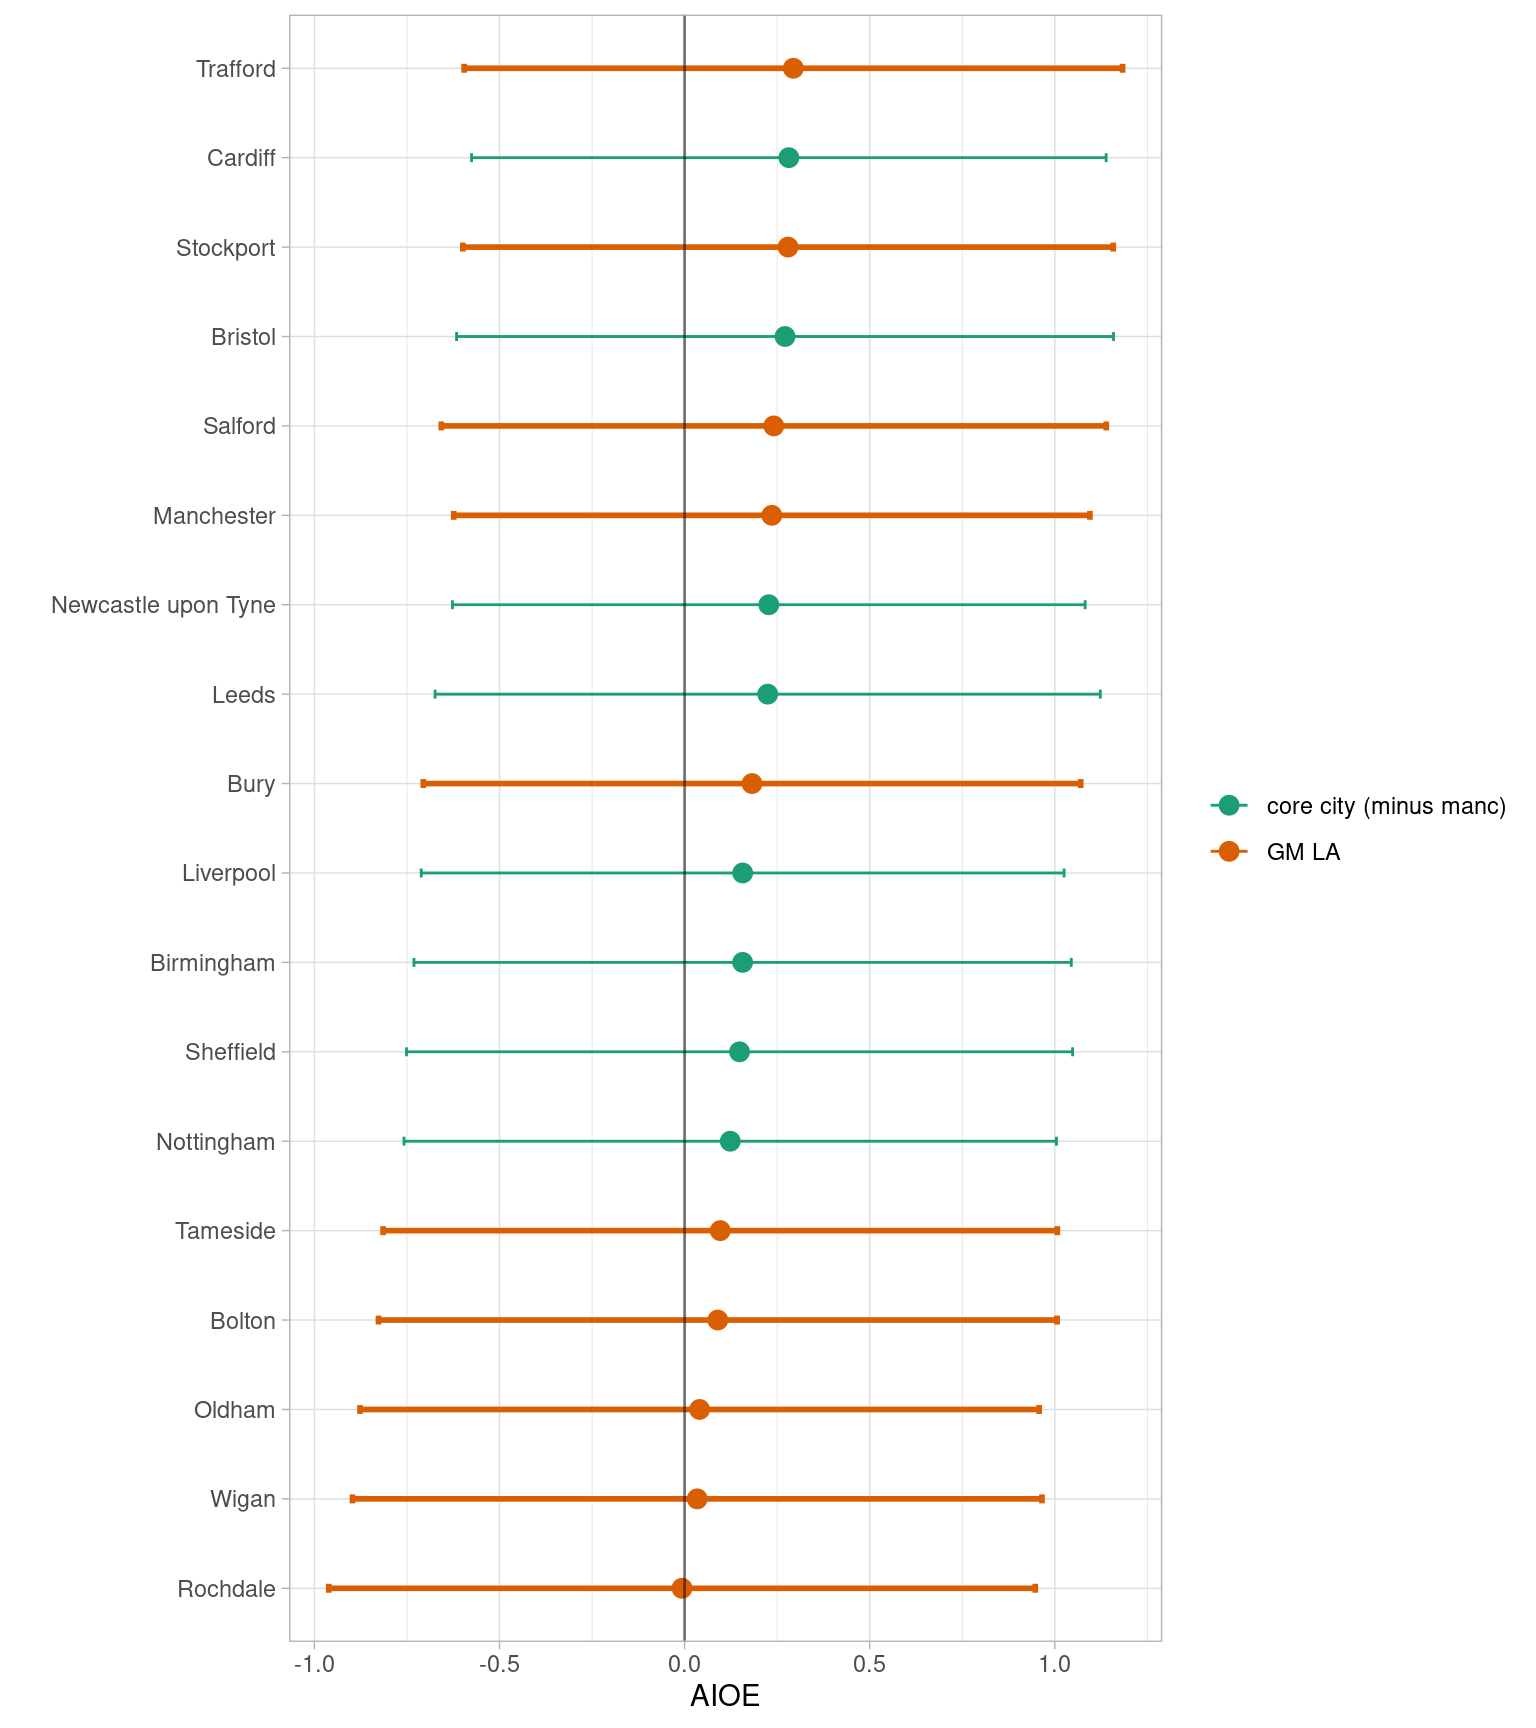 Trafford
Cardiff
Stockport
Bristol
Salford
Manchester
Newcastle upon Tyne
Leeds
Bury
Liverpool
Birmingham
Sheffield
Nottingham
Tameside
Bolton
Oldham
Wigan
Rochdale
-1.0 -0.5 0.0 0.5 1.0
AIOE
core city (minus manc)
GM LA